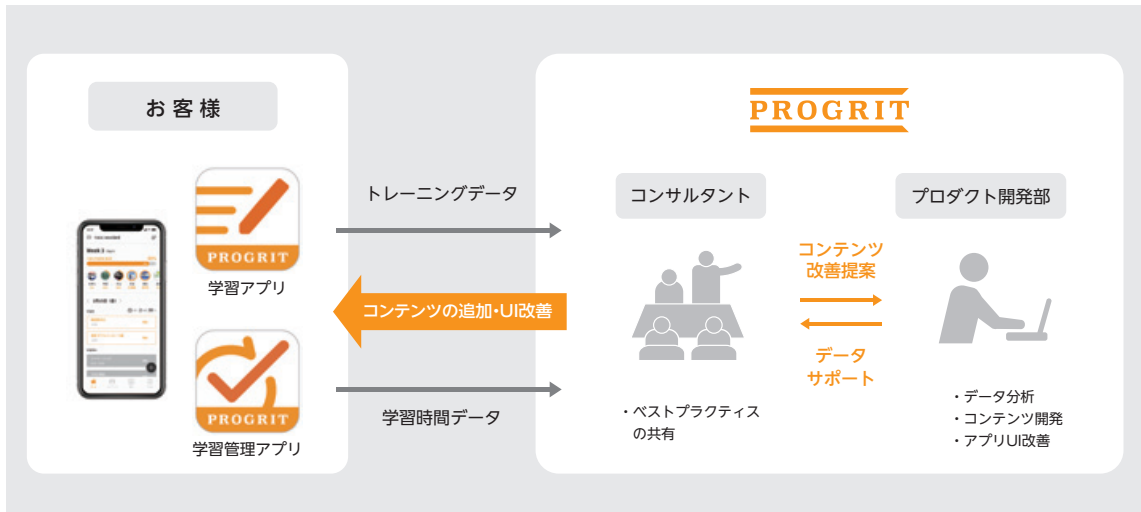 お客様
PROGRIT
学習アプリ
PROGRIT
学習管理アプリ
Week 3
トレーニングデータ
コンテンツの追加・UI改善
学習時間データ
PROGRIT
コンサルタント
・ベストプラクティス
の共有
コンテンツ
改善提案
データ
サポート
プロダクト開発部
・データ分析
・コンテンツ開発
・アプリUI改善